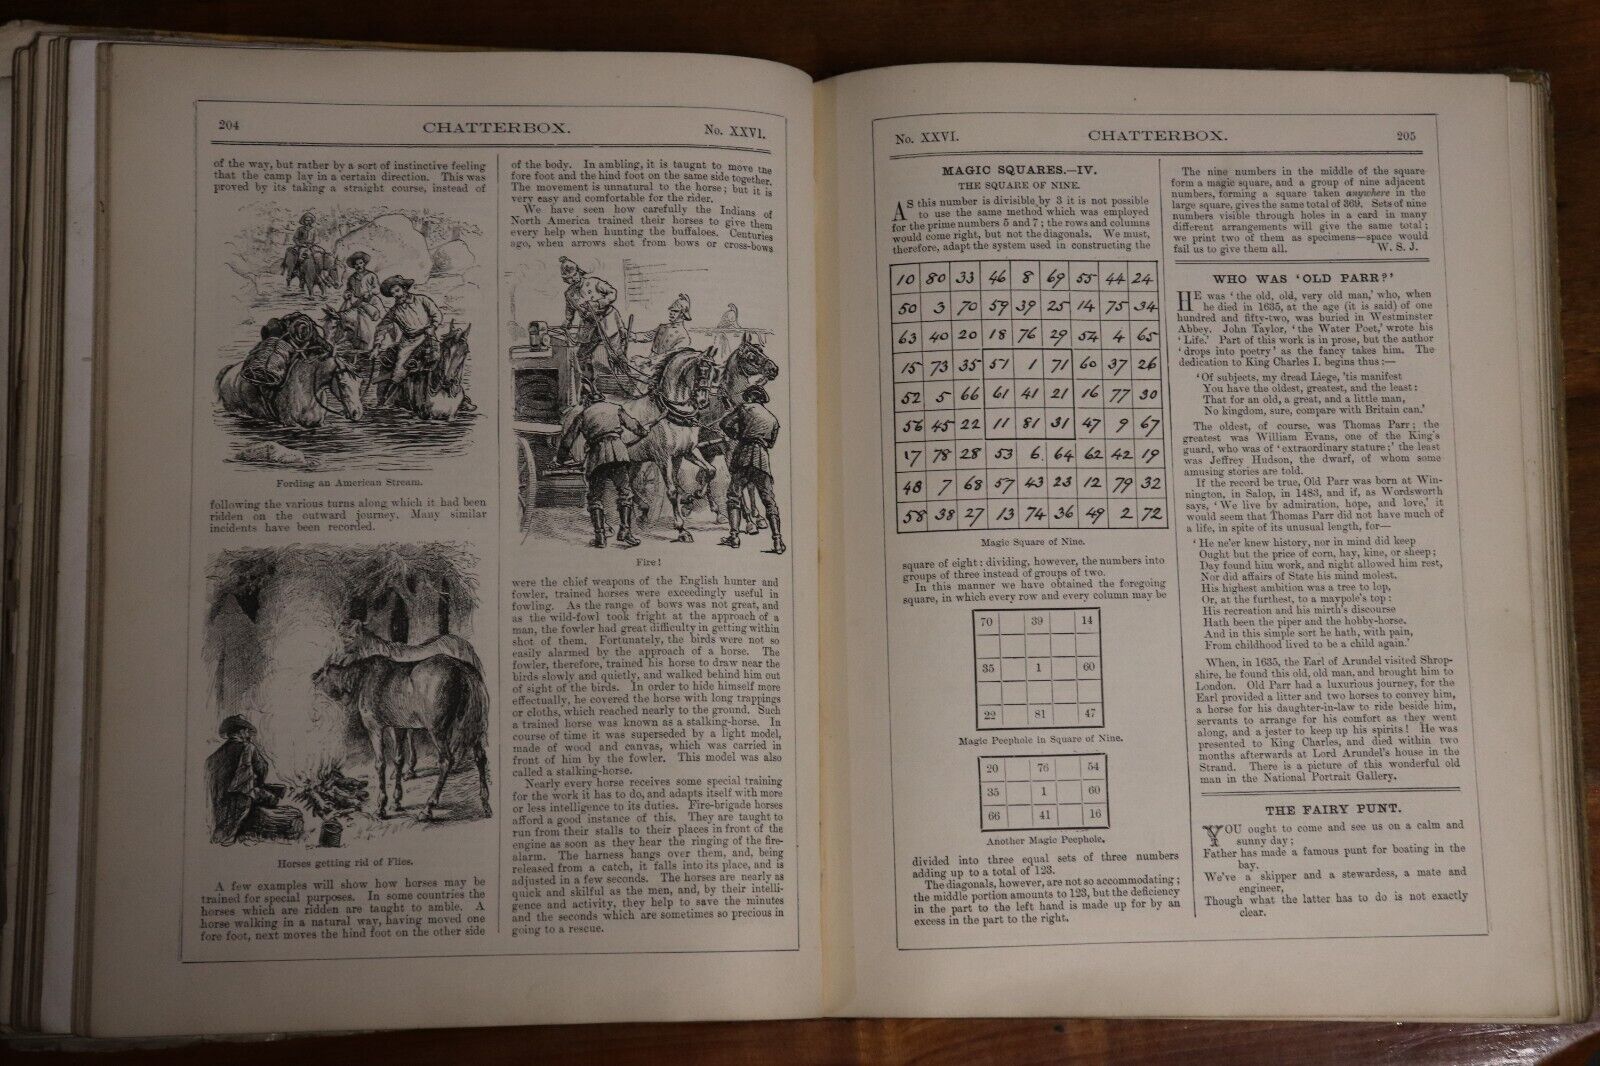 204
CHATTERBOX.
No. XXVI.
of the way, but rather by a sort of instinctive feeling
that the camp lay in a certain direction. This was
proved by its taking a straight course, instead of
Fording an American Stream.
following the various turns along which it had been
ridden on the outward journey. Many similar
incidents have been recorded.
Horses getting rid of Flies.
A few examples will show how horses may be
trained for special purposes. In some countries the
horses which are ridden are taught to amble. A
horse walking in a natural way, having moved one
fore foot, next moves the hind foot on the other side
of the body. In ambling, it is taught to move the
fore foot and the hind foot on the same side together.
The movement is unnatural to the horse; but it is
very easy and comfortable for the rider.
We have seen how carefully the Indians of
North America trained their horses to give them
every help when hunting the buffaloes. Centuries
ago, when arrows shot from bows or cross-bows
Fire!
were the chief weapons of the English hunter and
fowler, trained horses were exceedingly useful in
fowling. As the range of bows was not great, and
as the wild-fowl took fright at the approach of a
man, the fowler had great difficulty in getting within
shot of them. Fortunately, the birds were not so
easily alarmed by the approach of a horse. The
fowler, therefore, trained his horse to draw near the
birds slowly and quietly, and walked behind him out
of sight of the birds. In order to hide himself more
effectually, he covered the horse with long trappings
or cloths, which reached nearly to the ground. Such
a trained horse was known as a stalking-horse. In
course of time it was superseded by a light model,
made of wood and canvas, which was carried in
front of him by the fowler. This model was also
called a stalking-horse.
Nearly every horse receives some special training
for the work it has to do, and adapts itself with more
or less intelligence to its duties. Fire-brigade horses
afford a good instance of this. They are taught to
run from their stalls to their places in front of the
engine as soon as they hear the ringing of the fire-
alarm. The harness hangs over them, and, being
released from a catch, it falls into its place, and is
adjusted in a few seconds. The horses are nearly as
quick and skilful as the men, and, by their intelli-
gence and activity, they help to save the minutes
and the seconds which are sometimes so precious in
going to a rescue.
No. XXVI.
CHATTERBOX.
205
MAGIC SQUARES.—IV.
THE SQUARE OF NINE.
AS this number is divisible by 3 it is not possible
to use the same method which was employed
for the prime numbers 5 and 7; the rows and columns
would come right, but not the diagonals. We must,
therefore, adapt the system used in constructing the
10 80 33 46 8 69 55 44 24
50 3 70 59 39 25 14 75 34
63 40 20 18 76 29 54 4 65
15 73 35 51 1 71 60 37 26
52 5 66 61 41 21 16 77 30
56 45 22 11 81 31 47 9 67
17 78 28 53 6 64 62 42 19
48 7 68 57 43 23 12 79 32
58 38 27 13 74 36 49 2 72
Magic Square of Nine.
square of eight: dividing, however, the numbers into
groups of three instead of groups of two.
In this manner we have obtained the foregoing
square, in which every row and every column may be
70 39 14
35 1 60
22 81 47
Magic Peephole in Square of Nine.
20 76 54
35 1 60
66 41 16
Another Magic Peephole.
divided into three equal sets of three numbers
adding up to a total of 123.
The diagonals, however, are not so accommodating;
the middle portion amounts to 123, but the deficiency
in the part to the left hand is made up for by an
excess in the part to the right.
The nine numbers in the middle of the square
form a magic square, and a group of nine adjacent
numbers, forming a square taken anywhere in the
large square, gives the same total of 369. Sets of nine
numbers visible through holes in a card in many
different arrangements will give the same total;
we print two of them as specimens—space would
fail us to give them all. W. S. J.
WHO WAS 'OLD PARR?'
HE was 'the old, old, very old man,' who, when
he died in 1635, at the age (it is said) of one
hundred and fifty-two, was buried in Westminster
Abbey. John Taylor, 'the Water Poet,' wrote his
'Life.' Part of this work is in prose, but the author
'drops into poetry' as the fancy takes him. The
dedication to King Charles I. begins thus:—
'Of subjects, my dread Liege, 'tis manifest
You have the oldest, greatest, and the least:
That for an old, a great, and a little man,
No kingdom, sure, compare with Britain can.'
The oldest, of course, was Thomas Parr; the
greatest was William Evans, one of the King's
guard, who was of 'extraordinary stature;' the least
was Jeffrey Hudson, the dwarf, of whom some
amusing stories are told.
If the record be true, Old Parr was born at Win-
nington, in Salop, in 1483, and if, as Wordsworth
says, 'We live by admiration, hope, and love,' it
would seem that Thomas Parr did not have much of
a life, in spite of its unusual length, for—
'He ne'er knew history, nor in mind did keep
Ought but the price of corn, hay, kine, or sheep;
Day found him work, and night allowed him rest,
Nor did affairs of State his mind molest,
His highest ambition was a tree to lop,
Or, at the furthest, to a maypole's top:
His recreation and his mirth's discourse
Hath been the piper and the hobby-horse.
And in this simple sort he hath, with pain,
From childhood lived to be a child again.'
When, in 1635, the Earl of Arundel visited Shrop-
shire, he found this old, old man, and brought him to
London. Old Parr had a luxurious journey, for the
Earl provided a litter and two horses to convey him,
a horse for his daughter-in-law to ride beside him,
servants to arrange for his comfort as they went
along, and a jester to keep up his spirits! He was
presented to King Charles, and died within two
months afterwards at Lord Arundel's house in the
Strand. There is a picture of this wonderful old
man in the National Portrait Gallery.
THE FAIRY PUNT.
YOU ought to come and see us on a calm and
sunny day;
Father has made a famous punt for boating in the
bay.
We've a skipper and a stewardess, a mate and
engineer,
Though what the latter has to do is not exactly
clear.